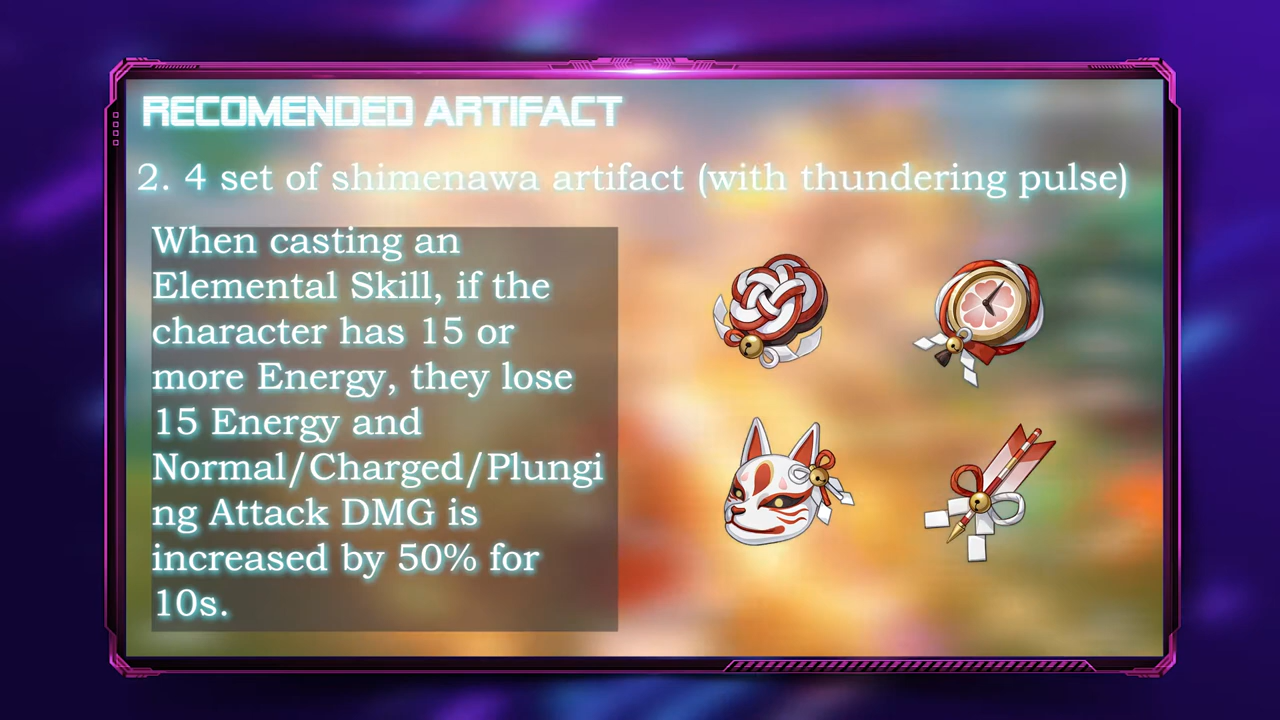 RECOMENDED ARTIFACT
2. 4 set of shimenawa artifact (with thundering pulse)
When casting an
Elemental Skill, if the
character has 15 or
more Energy, they lose
15 Energy and
Normal/Charged/Plungi
ng Attack DMG is
increased by 50% for
10s.